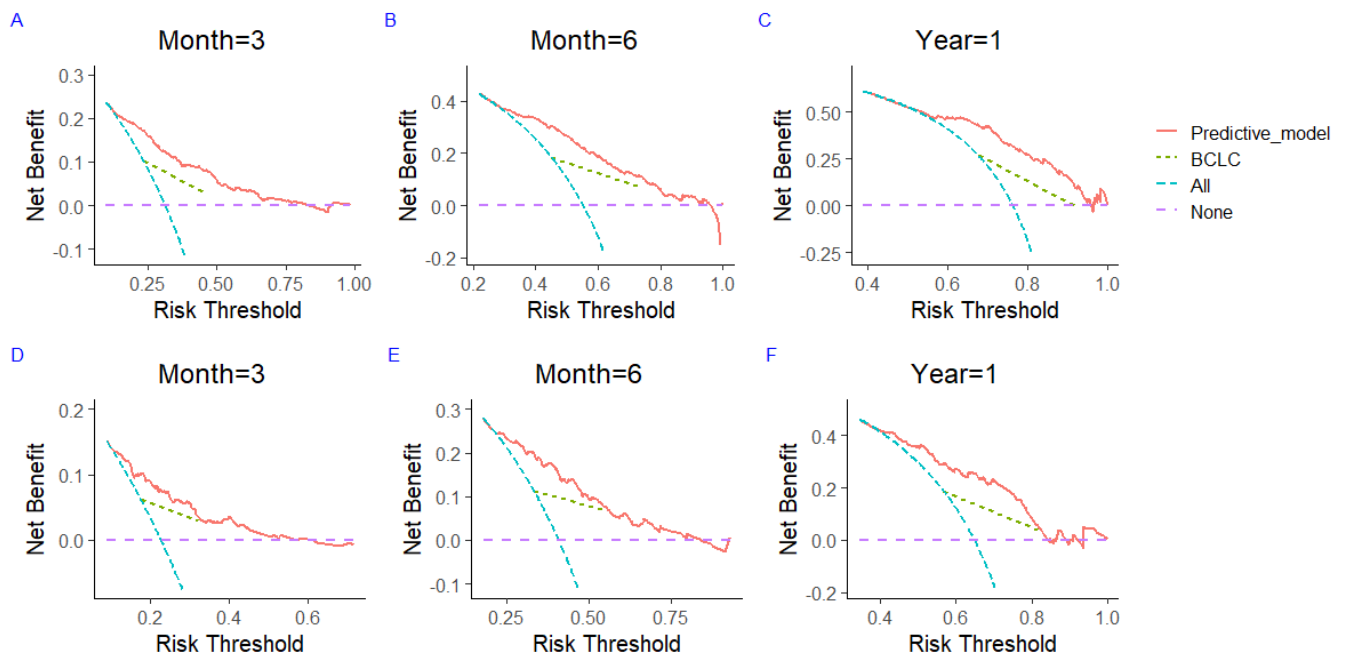 A
Month=3
Net Benefit
0.3
0.2
0.1
0.0
-0.1
0.25
0.50
0.75
1.00
Risk Threshold
B
Month=6
Net Benefit
0.4
0.2
0.0
-0.2
0.2
0.4
0.6
0.8
1.0
Risk Threshold
C
Year=1
Net Benefit
0.50
0.25
0.00
-0.25
0.4
0.6
0.8
1.0
Risk Threshold
Predictive_model
BCLC
All
None
D
Month=3
Net Benefit
0.2
0.1
0.0
0.2
0.4
0.6
Risk Threshold
E
Month=6
Net Benefit
0.3
0.2
0.1
0.0
-0.1
0.25
0.50
0.75
Risk Threshold
F
Year=1
Net Benefit
0.4
0.2
0.0
-0.2
0.4
0.6
0.8
1.0
Risk Threshold